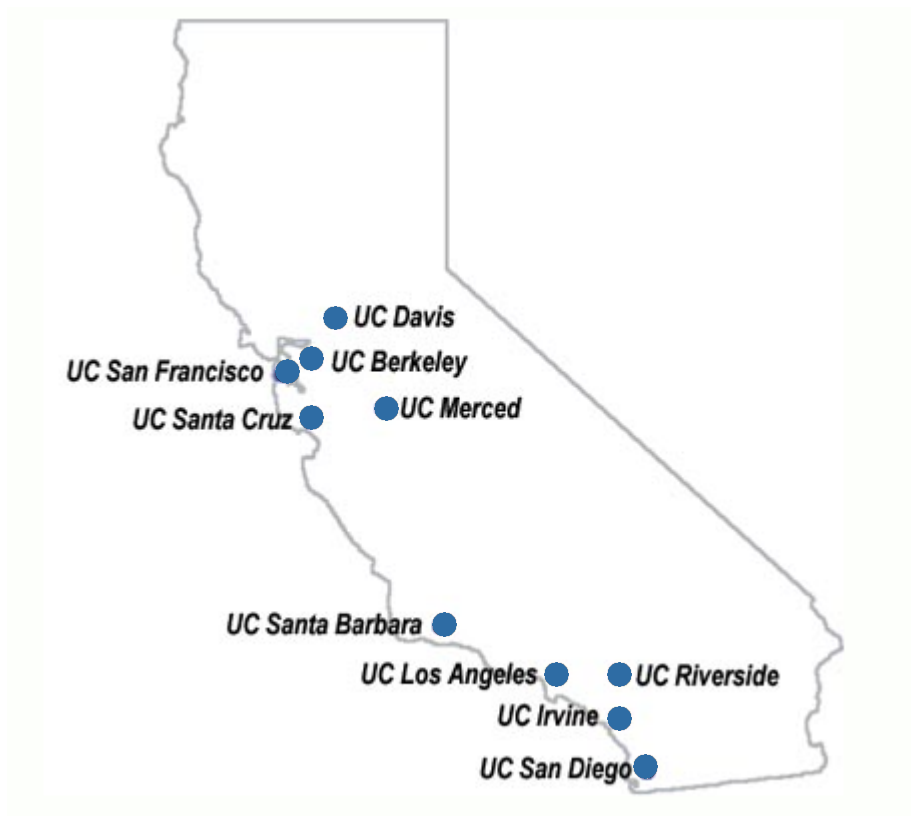 UC Davis
UC Berkeley
UC San Francisco
UC Merced
UC Santa Cruz
UC Santa Barbara
UC Los Angeles
UC Riverside
UC Irvine
UC San Diego